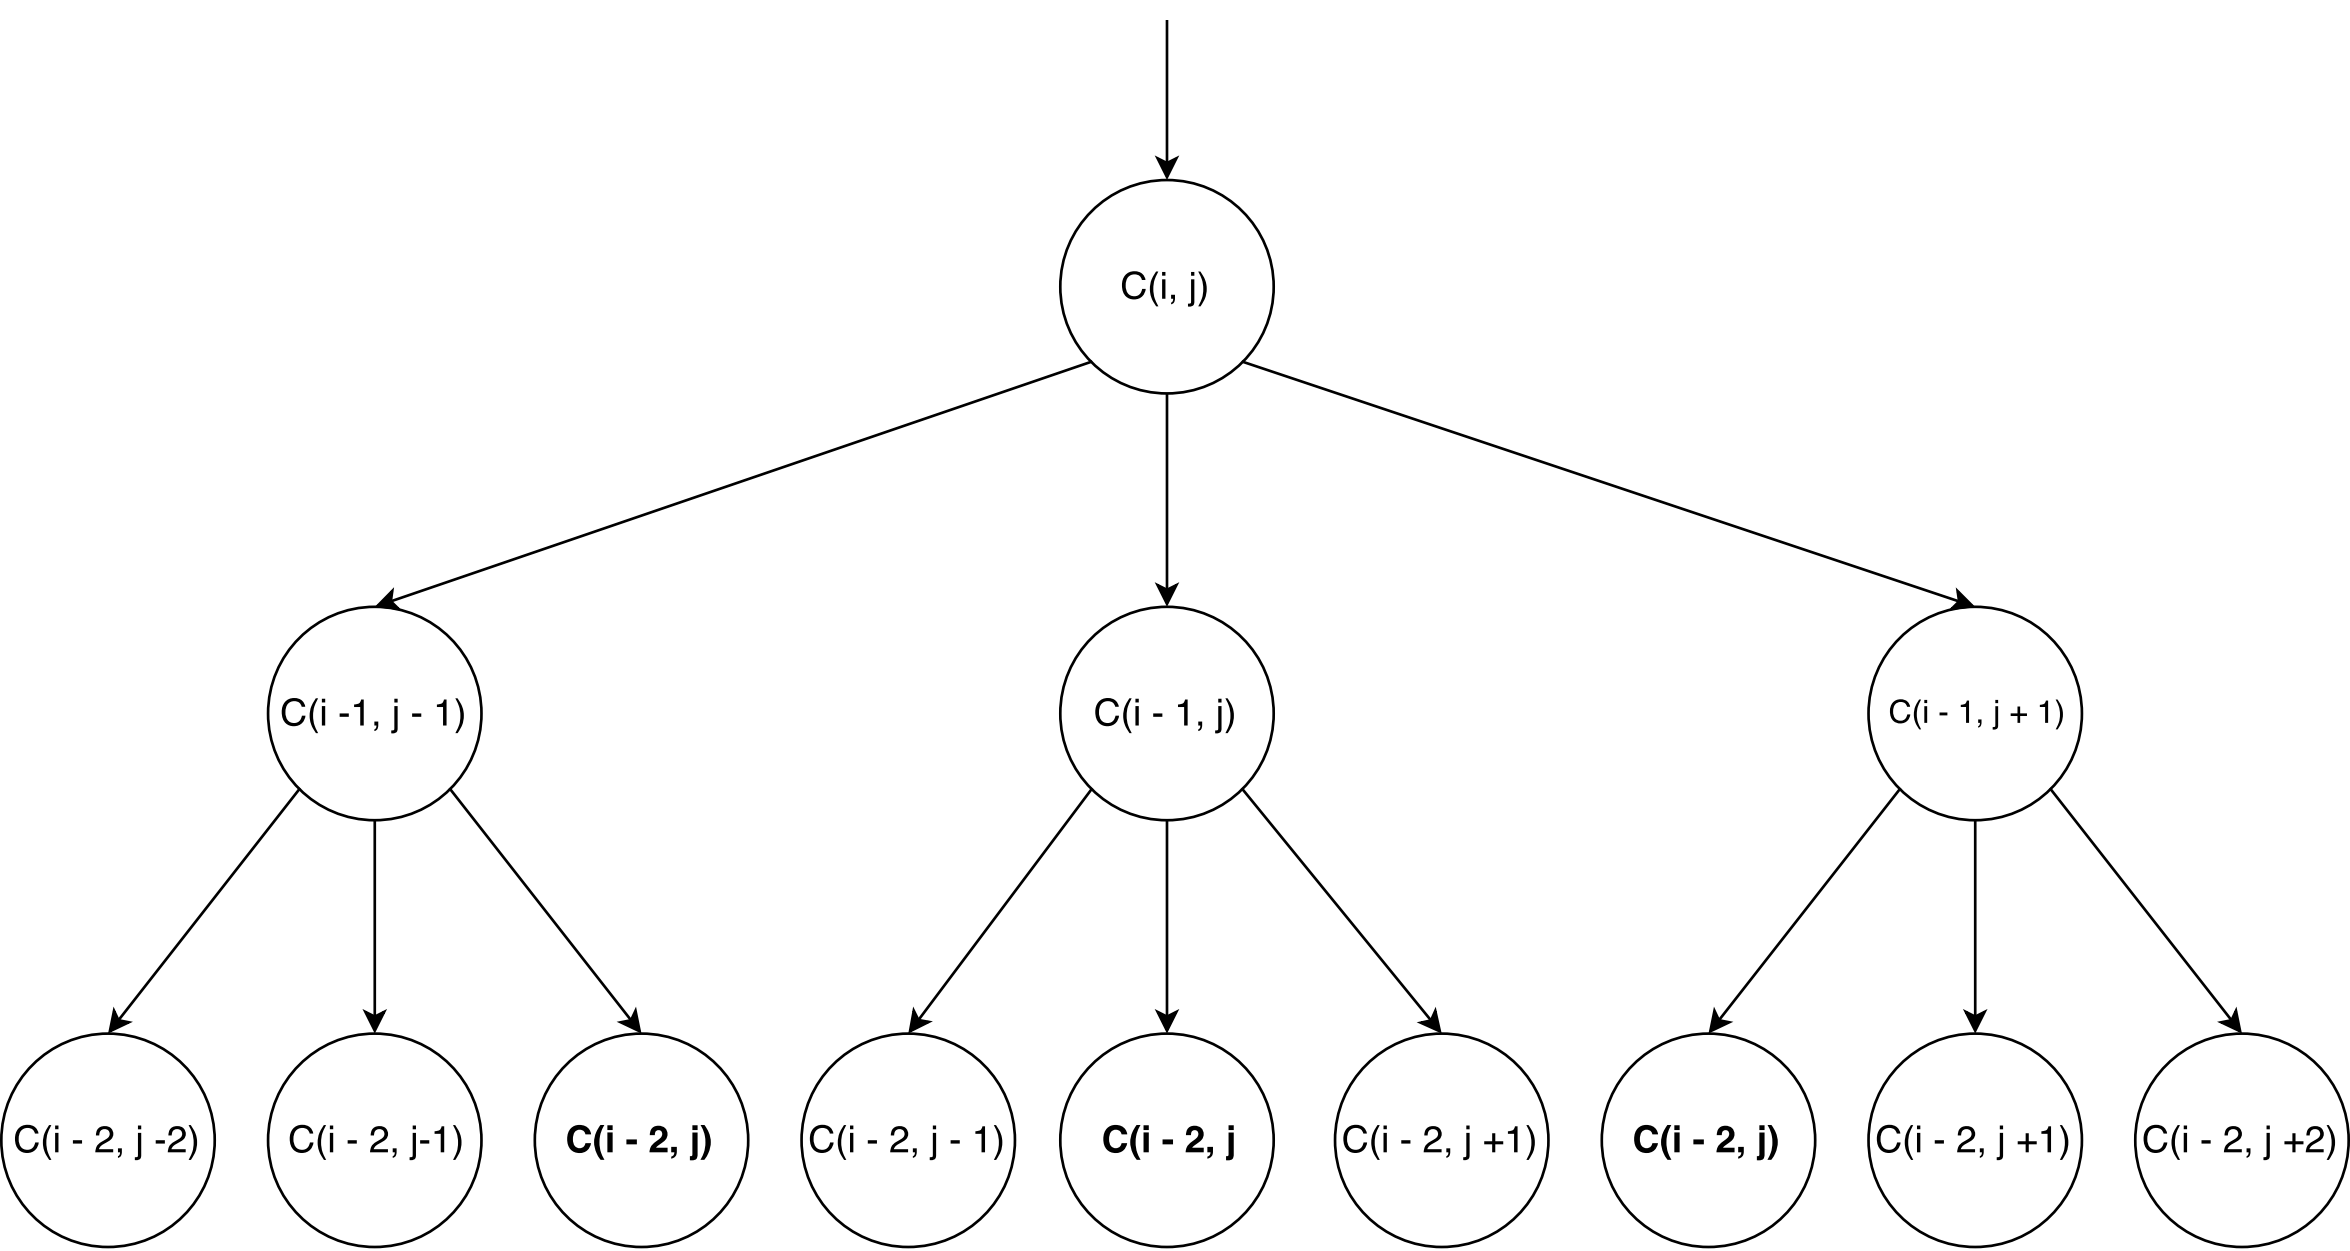 C(i, j)
C(i -1, j - 1)
C(i - 1, j)
C(i - 1, j + 1)
C(i - 2, j -2)
C(i - 2, j-1)
C(i - 2, j)
C(i - 2, j - 1)
C(i - 2, j
C(i - 2, j +1)
C(i - 2, j)
C(i - 2, j +1)
C(i - 2, j +2)